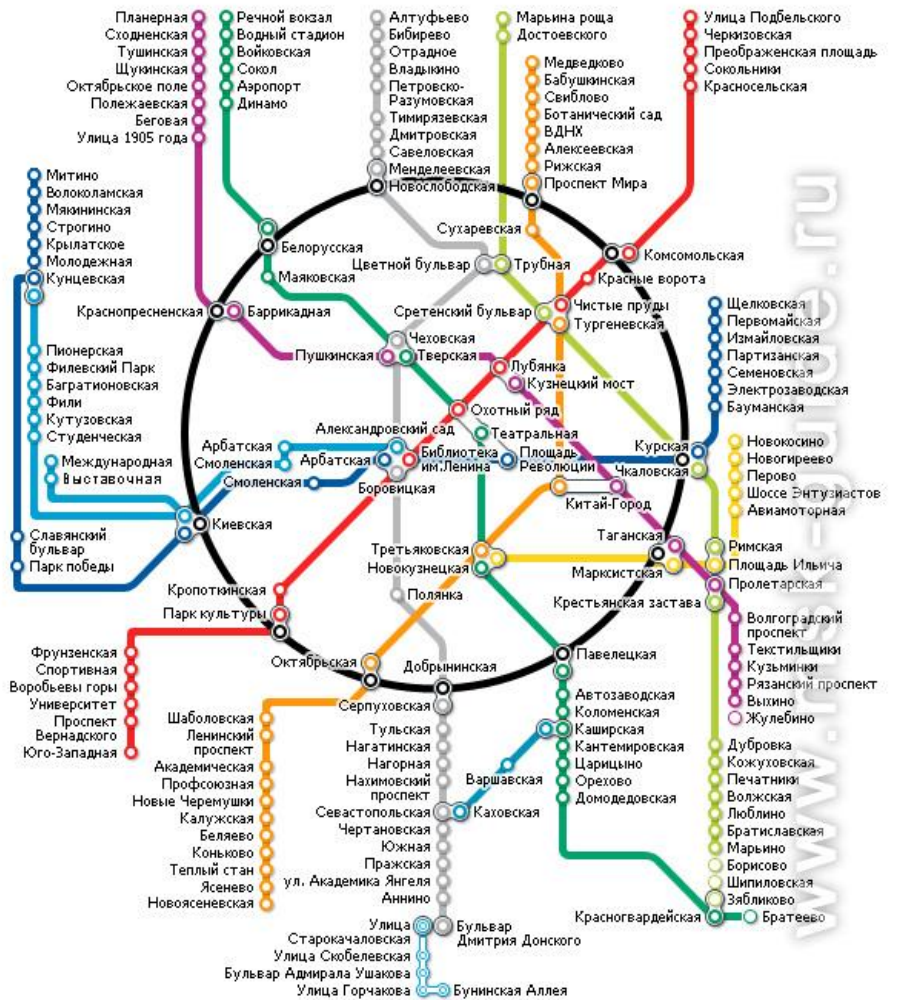 Планерная
Сходненская
Тушинская
Щукинская
Октябрьское поле
Полежаевская
Беговая
Улица 1905 года
Речной вокзал
Водный стадион
Войковская
Сокол
Аэропорт
Динамо
Алтуфьево
Бибирево
Отрадное
Владыкино
Петровско-
Разумовская
Тимирязевская
Дмитровская
Савеловская
Менделеевская
Новослободская
Марьина роща
Достоевского
Медведково
Бабушкинская
Свиблово
Ботанический сад
ВДНХ
Алексеевская
Рижская
Проспект Мира
Улица Подбельского
Черкизовская
Преображенская площадь
Сокольники
Красносельская
Митино
Волоколамская
Мякининская
Строгино
Крылатское
Молодежная
Кунцевская
Белорусская
Маяковская
Сухаревская
Цветной бульвар
Трубная
Комсомольская
Красные ворота
Краснопресненская
Баррикадная
Сретенский бульвар
Чистые пруды
Тургеневская
Чеховская
Пушкинская
Тверская
Лубянка
Кузнецкий мост
Щелковская
Первомайская
Измайловская
Партизанская
Семеновская
Электрозаводская
Бауманская
Пионерская
Филевский Парк
Багратионовская
Фили
Кутузовская
Студенческая
Международная
Выставочная
Охотный ряд
Театральная
Александровский сад
Арбатская
Смоленская
Арбатская
Смоленская
Библиотека
им.Ленина
Боровицкая
Площадь
Революции
Курская
Чкаловская
Китай-Город
Новокосино
Новогиреево
Перово
Шоссе Энтузиастов
Авиамоторная
Киевская
Славянский
бульвар
Парк победы
Таганская
Марксистская
Римская
Площадь Ильича
Пролетарская
Крестьянская застава
Третьяковская
Новокузнецкая
Полянка
Кропоткинская
Парк культуры
Волгоградский
проспект
Текстильщики
Кузьминки
Рязанский проспект
Выхино
Жулебино
Фрунзенская
Спортивная
Воробьевы горы
Университет
Проспект
Вернадского
Юго-Западная
Октябрьская
Добрынинская
Серпуховская
Павелецкая
Шаболовская
Ленинский
проспект
Академическая
Профсоюзная
Новые Черемушки
Калужская
Беляево
Коньково
Теплый стан
Ясенево
Новоясеневская
Тульская
Нагатинская
Нагорная
Нахимовский
проспект
Севастопольская
Чертановская
Южная
Пражская
ул. Академика Янгеля
Аннино
Варшавская
Каховская
Автозаводская
Коломенская
Каширская
Кантемировская
Царицыно
Орехово
Домодедовская
Дубровка
Кожуховская
Печатники
Волжская
Люблино
Братиславская
Марьино
Борисово
Шипиловская
Зябликово
Красногвардейская
Братеево
Улица
Старокачаловская
Улица Скобелевская
Бульвар Адмирала Ушакова
Улица Горчакова
Бульвар
Дмитрия Донского
Бунинская Аллея